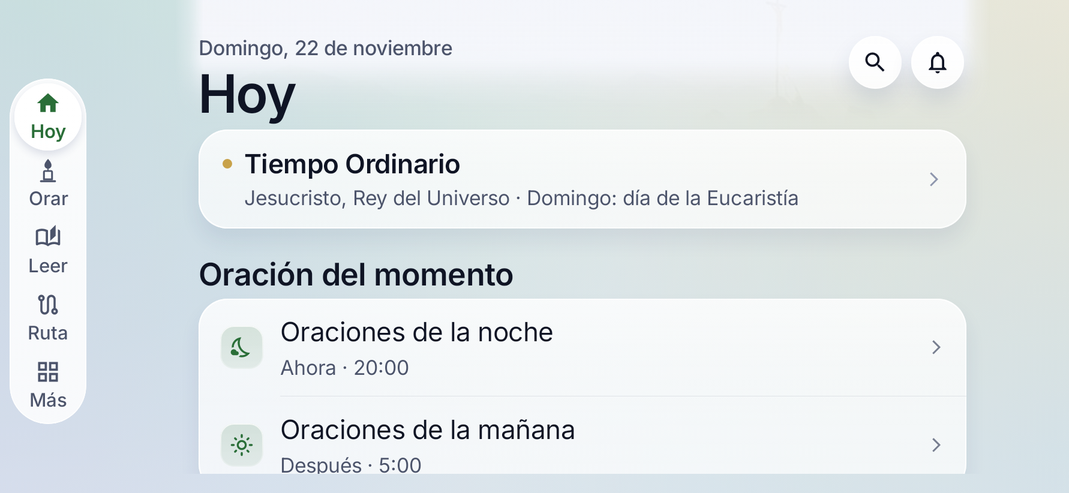 Domingo, 22 de noviembre
Hoy
Hoy
Orar
Leer
Ruta
Más
Tiempo Ordinario
Jesucristo, Rey del Universo · Domingo: día de la Eucaristía
Oración del momento
Oraciones de la noche
Ahora · 20:00
Oraciones de la mañana
Después · 5:00